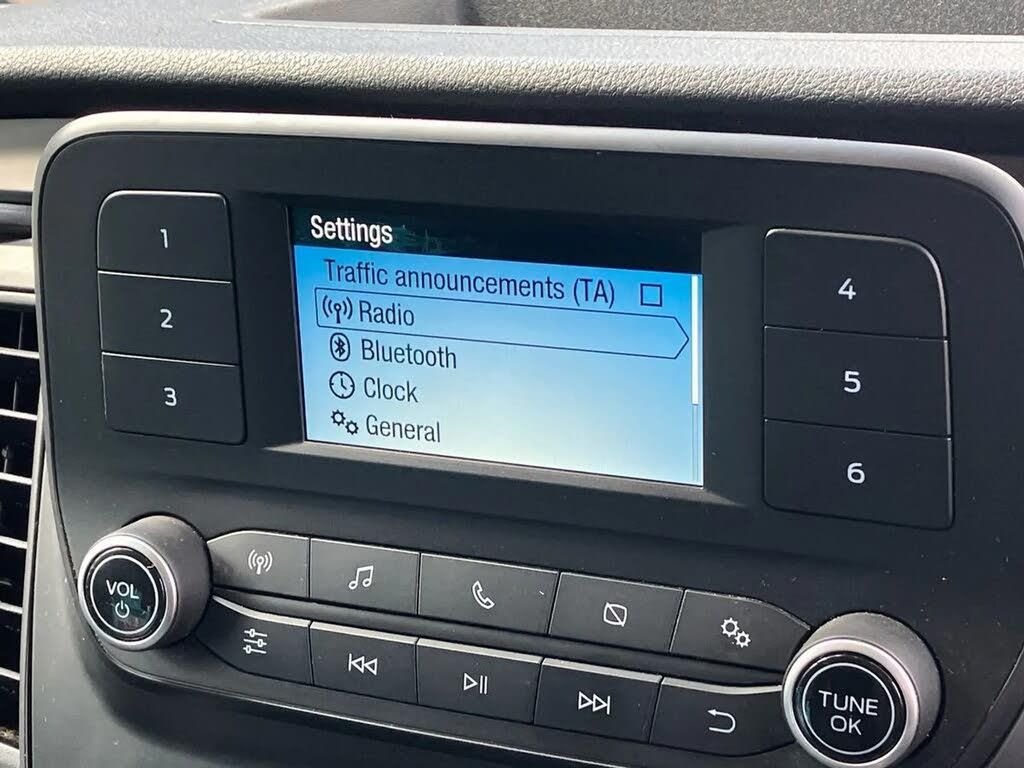 Settings
Traffic announcements (TA)
Radio
Bluetooth
Clock
General
1
2
3
4
5
6
VOL
TUNE
OK